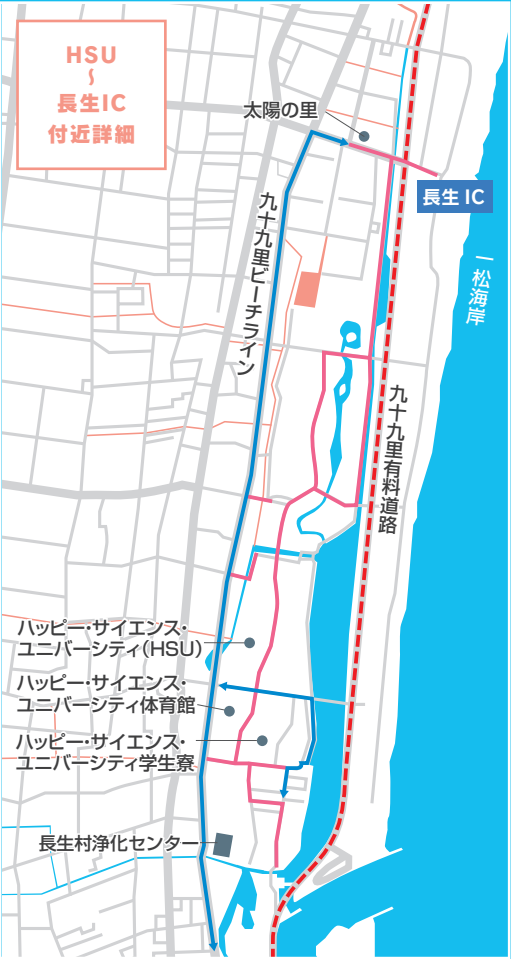 HSU
〜
長生IC
付近詳細
太陽の里
長生 IC
九十九里ビーチライン
一松海岸
九十九里有料道路
ハッピー・サイエンス・
ユニバーシティ(HSU)
ハッピー・サイエンス・
ユニバーシティ体育館
ハッピー・サイエンス・
ユニバーシティ学生寮
長生村浄化センター